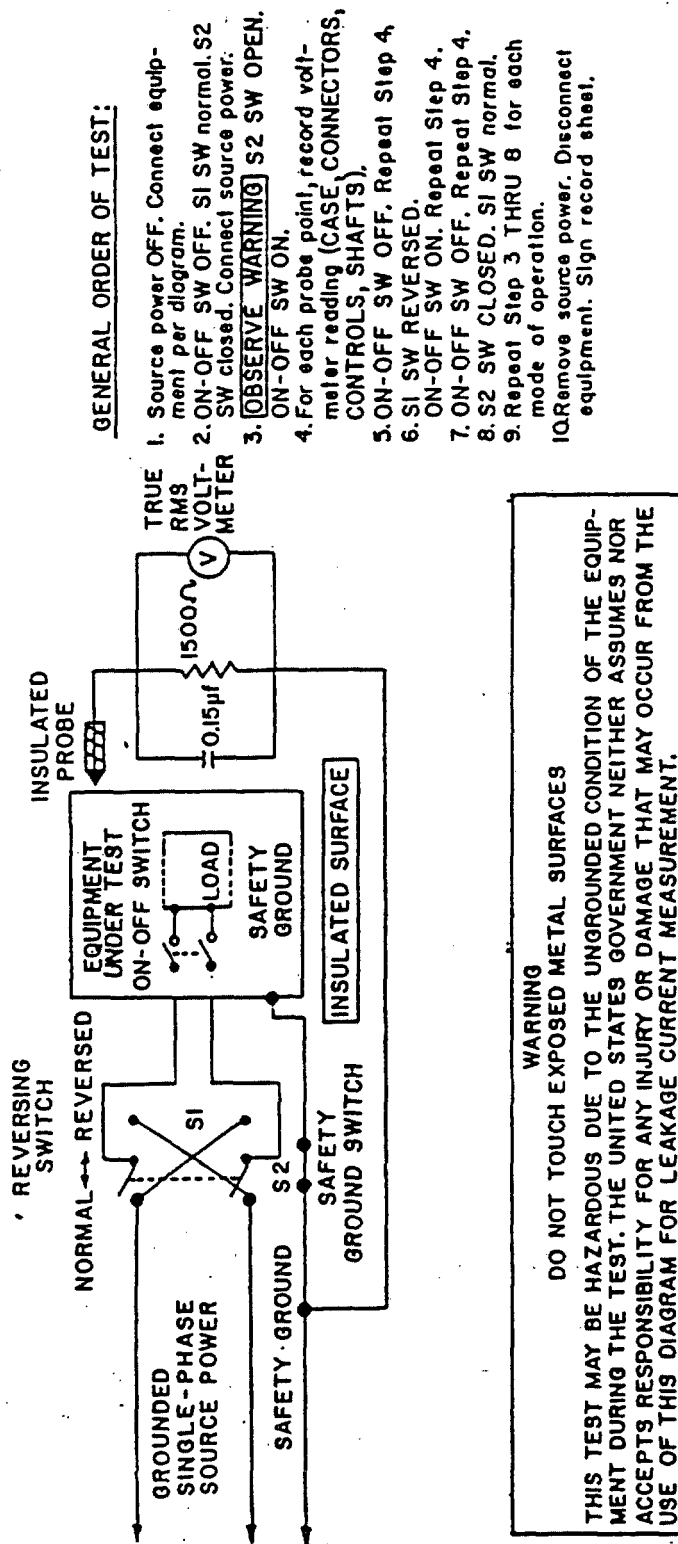 REVERSING
SWITCH
NORMAL ←→ REVERSED
S1
GROUNDED
SINGLE-PHASE
SOURCE POWER
SAFETY GROUND
S2
SAFETY
GROUND SWITCH
EQUIPMENT
UNDER TEST
ON-OFF SWITCH
LOAD
SAFETY
GROUND
INSULATED SURFACE
INSULATED
PROBE
0.15µf
1500Ω
V
TRUE
RMS
VOLT-
METER
GENERAL ORDER OF TEST:
1. Source power OFF. Connect equip-
ment per diagram.
2. ON-OFF SW OFF. S1 SW normal. S2
SW closed. Connect source power.
3. OBSERVE WARNING S2 SW OPEN.
ON-OFF SW ON.
4. For each probe point, record volt-
meter reading (CASE, CONNECTORS,
CONTROLS, SHAFTS).
5. ON-OFF SW OFF. Repeat Step 4.
6. S1 SW REVERSED.
ON-OFF SW ON. Repeat Step 4.
7. ON-OFF SW OFF. Repeat Step 4.
8. S2 SW CLOSED. S1 SW normal.
9. Repeat Step 3 THRU 8 for each
mode of operation.
10. Remove source power. Disconnect
equipment. Sign record sheet.
WARNING
DO NOT TOUCH EXPOSED METAL SURFACES
THIS TEST MAY BE HAZARDOUS DUE TO THE UNGROUNDED CONDITION OF THE EQUIP-
MENT DURING THE TEST. THE UNITED STATES GOVERNMENT NEITHER ASSUMES NOR
ACCEPTS RESPONSIBILITY FOR ANY INJURY OR DAMAGE THAT MAY OCCUR FROM THE
USE OF THIS DIAGRAM FOR LEAKAGE CURRENT MEASUREMENT.